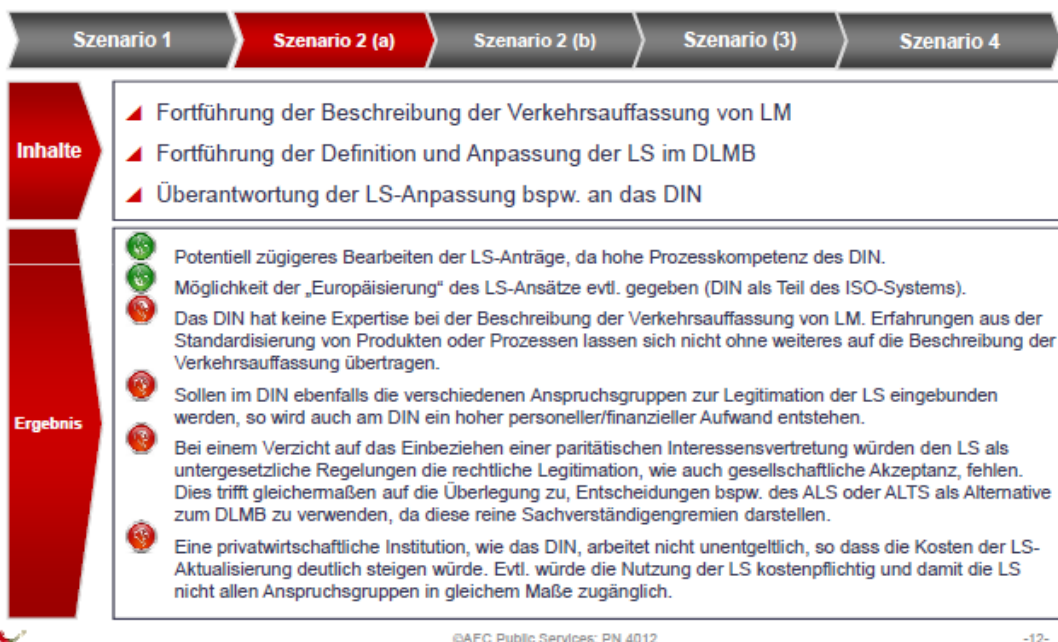 Szenario 1
Szenario 2 (a)
Szenario 2 (b)
Szenario (3)
Szenario 4
Inhalte
Fortführung der Beschreibung der Verkehrsauffassung von LM
Fortführung der Definition und Anpassung der LS im DLMB
Überantwortung der LS-Anpassung bspw. an das DIN
Ergebnis
Potentiell zügigeres Bearbeiten der LS-Anträge, da hohe Prozesskompetenz des DIN.
Möglichkeit der „Europäisierung“ des LS-Ansätze evtl. gegeben (DIN als Teil des ISO-Systems).
Das DIN hat keine Expertise bei der Beschreibung der Verkehrsauffassung von LM. Erfahrungen aus der
Standardisierung von Produkten oder Prozessen lassen sich nicht ohne weiteres auf die Beschreibung der
Verkehrsauffassung übertragen.
Sollen im DIN ebenfalls die verschiedenen Anspruchsgruppen zur Legitimation der LS eingebunden
werden, so wird auch am DIN ein hoher personeller/finanzieller Aufwand entstehen.
Bei einem Verzicht auf das Einbeziehen einer paritätischen Interessensvertretung würden den LS als
untergesetzliche Regelungen die rechtliche Legitimation, wie auch gesellschaftliche Akzeptanz, fehlen.
Dies trifft gleichermaßen auf die Überlegung zu, Entscheidungen bspw. des ALS oder ALTS als Alternative
zum DLMB zu verwenden, da diese reine Sachverständigengremien darstellen.
Eine privatwirtschaftliche Institution, wie das DIN, arbeitet nicht unentgeltlich, so dass die Kosten der LS-
Aktualisierung deutlich steigen würde. Evtl. würde die Nutzung der LS kostenpflichtig und damit die LS
nicht allen Anspruchsgruppen in gleichem Maße zugänglich.
©AFC Public Services; PN 4012
-12-